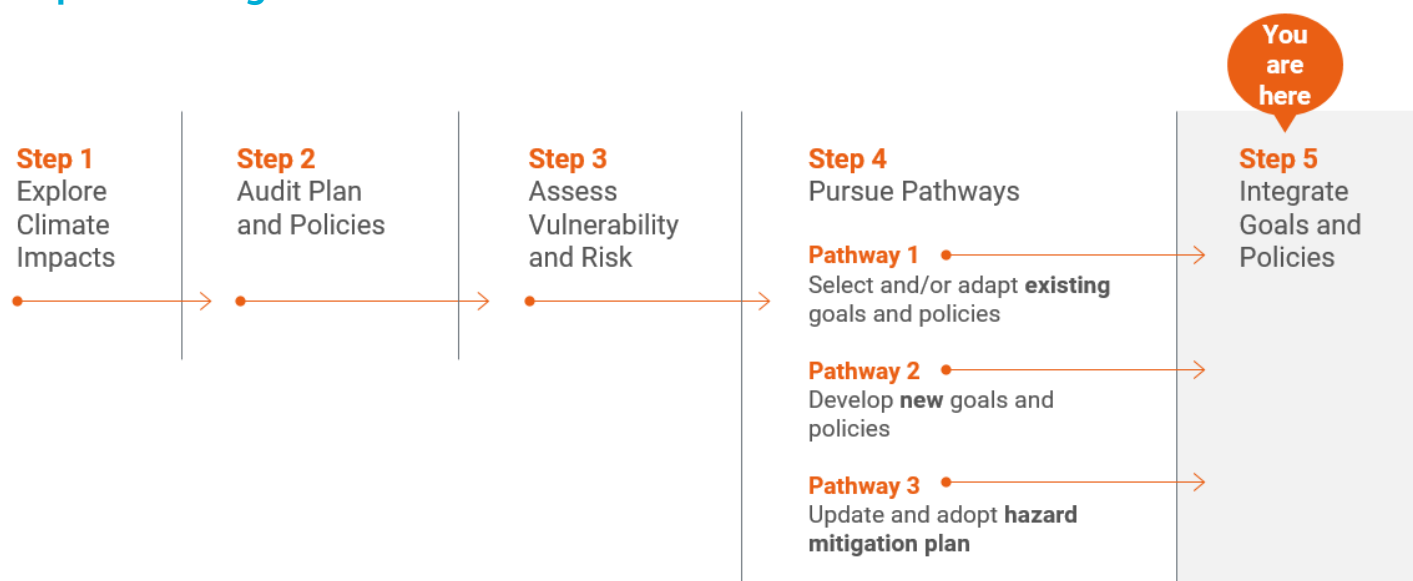 You
are
here
Step 1
Explore
Climate
Impacts
Step 2
Audit Plan
and Policies
Step 3
Assess
Vulnerability
and Risk
Step 4
Pursue Pathways
Pathway 1
Select and/or adapt existing
goals and policies
Pathway 2
Develop new goals and
policies
Pathway 3
Update and adopt hazard
mitigation plan
Step 5
Integrate
Goals and
Policies